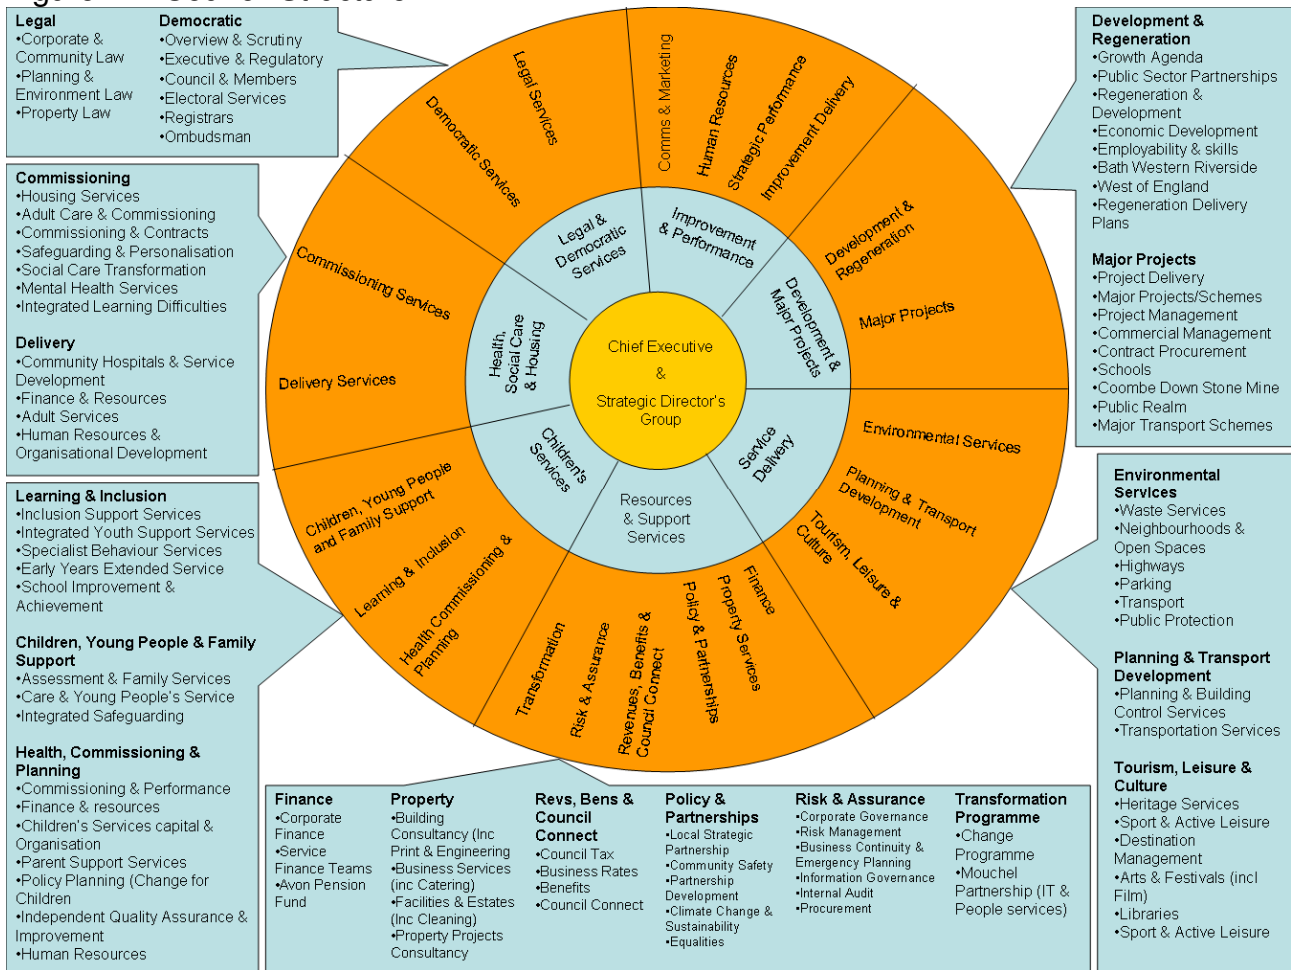 Legal
•Corporate &
Community Law
•Planning &
Environment Law
•Property Law
Democratic
•Overview & Scrutiny
•Executive & Regulatory
•Council & Members
•Electoral Services
•Registrars
•Ombudsman
Commissioning
•Housing Services
•Adult Care & Commissioning
•Commissioning & Contracts
•Safeguarding & Personalisation
•Social Care Transformation
•Mental Health Services
•Integrated Learning Difficulties
Delivery
•Community Hospitals & Service
Development
•Finance & Resources
•Adult Services
•Human Resources &
Organisational Development
Learning & Inclusion
•Inclusion Support Services
•Integrated Youth Support Services
•Specialist Behaviour Services
•Early Years Extended Service
•School Improvement &
Achievement
Children, Young People & Family
Support
•Assessment & Family Services
•Care & Young People's Service
•Integrated Safeguarding
Health, Commissioning &
Planning
•Commissioning & Performance
•Finance & resources
•Children's Services capital &
Organisation
•Parent Support Services
•Policy Planning (Change for
Children
•Independent Quality Assurance &
Improvement
•Human Resources
Democratic Services
Legal Services
Comms & Marketing
Human Resources
Strategic Performance
Improvement Delivery
Development &
Regeneration
Major Projects
Environmental Services
Planning & Transport
Development
Tourism, Leisure &
Culture
Finance
Property Services
Policy & Partnerships
Revenues, Benefits &
Council Connect
Risk & Assurance
Transformation
Health Commissioning &
Planning
Learning & Inclusion
Children, Young People
and Family Support
Delivery Services
Commissioning Services
Legal &
Democratic
Services
Improvement
& Performance
Development &
Major Projects
Service
Delivery
Resources
& Support
Services
Children's
Services
Health,
Social Care
& Housing
Chief Executive
&
Strategic Director's
Group
Development &
Regeneration
•Growth Agenda
•Public Sector Partnerships
•Regeneration &
Development
•Economic Development
•Employability & skills
•Bath Western Riverside
•West of England
•Regeneration Delivery
Plans
Major Projects
•Project Delivery
•Major Projects/Schemes
•Project Management
•Commercial Management
•Contract Procurement
•Schools
•Coombe Down Stone Mine
•Public Realm
•Major Transport Schemes
Environmental
Services
•Waste Services
•Neighbourhoods &
Open Spaces
•Highways
•Parking
•Transport
•Public Protection
Planning & Transport
Development
•Planning & Building
Control Services
•Transportation Services
Tourism, Leisure &
Culture
•Heritage Services
•Sport & Active Leisure
•Destination
Management
•Arts & Festivals (incl
Film)
•Libraries
•Sport & Active Leisure
Finance
•Corporate
Finance
•Service
Finance Teams
•Avon Pension
Fund
Property
•Building
Consultancy (Inc
Print & Engineering
•Business Services
(inc Catering)
•Facilities & Estates
(Inc Cleaning)
•Property Projects
Consultancy
Revs, Bens &
Council
Connect
•Council Tax
•Business Rates
•Benefits
•Council Connect
Policy &
Partnerships
•Local Strategic
Partnership
•Community Safety
•Partnership
Development
•Climate Change &
Sustainability
•Equalities
Risk & Assurance
•Corporate Governance
•Risk Management
•Business Continuity &
Emergency Planning
•Information Governance
•Internal Audit
•Procurement
Transformation
Programme
•Change
Programme
•Mouchel
Partnership (IT &
People services)